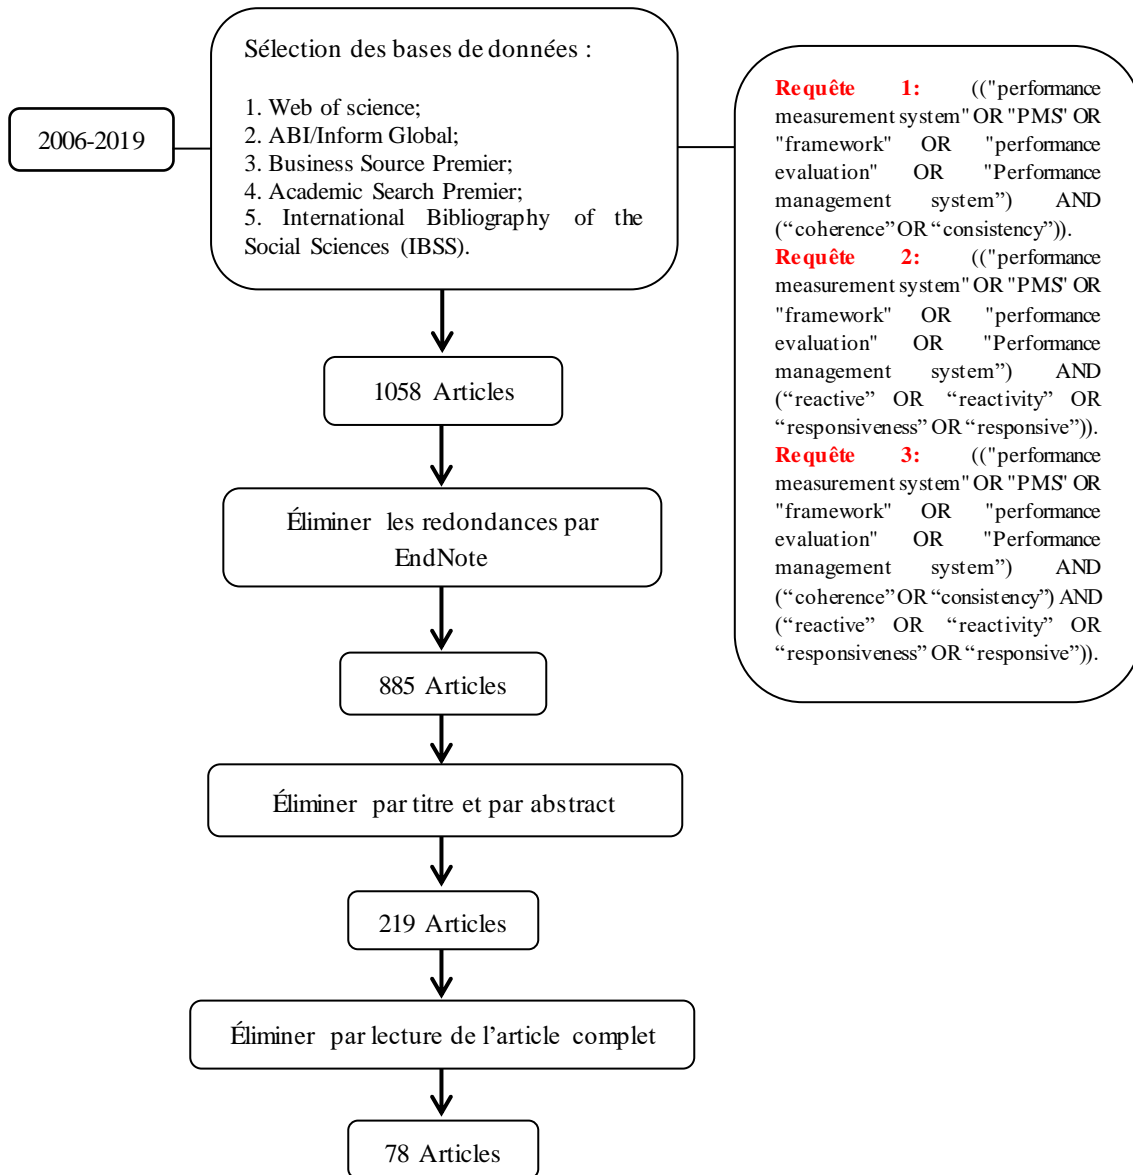 2006-2019
Sélection des bases de données :
1. Web of science;
2. ABI/Inform Global;
3. Business Source Premier;
4. Academic Search Premier;
5. International Bibliography of the
Social Sciences (IBSS).
Requête 1: (("performance
measurement system" OR "PMS" OR
"framework" OR "performance
evaluation" OR "Performance
management system”) AND
(“coherence” OR “consistency”)).
Requête 2: (("performance
measurement system" OR "PMS" OR
"framework" OR "performance
evaluation" OR "Performance
management system”) AND
(“reactive” OR “reactivity” OR
“responsiveness” OR “responsive”)).
Requête 3: (("performance
measurement system" OR "PMS" OR
"framework" OR "performance
evaluation" OR "Performance
management system”) AND
(“coherence” OR “consistency”) AND
(“reactive” OR “reactivity” OR
“responsiveness” OR “responsive”)).
1058 Articles
Éliminer les redondances par
EndNote
885 Articles
Éliminer par titre et par abstract
219 Articles
Éliminer par lecture de l’article complet
78 Articles